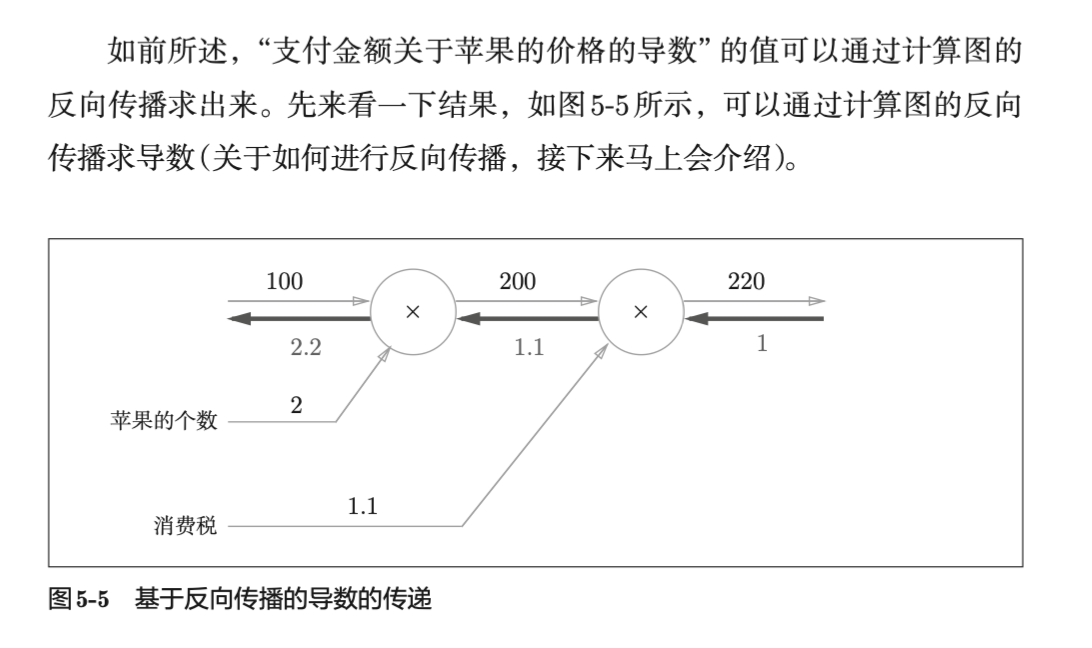 如前所述，“支付金额关于苹果的价格的导数”的值可以通过计算图的
反向传播求出来。先来看一下结果，如图5-5所示，可以通过计算图的反向
传播求导数(关于如何进行反向传播，接下来马上会介绍)。
100
200
220
×
×
2.2
1.1
1
苹果的个数
2
消费税
1.1
图5-5 基于反向传播的导数的传递